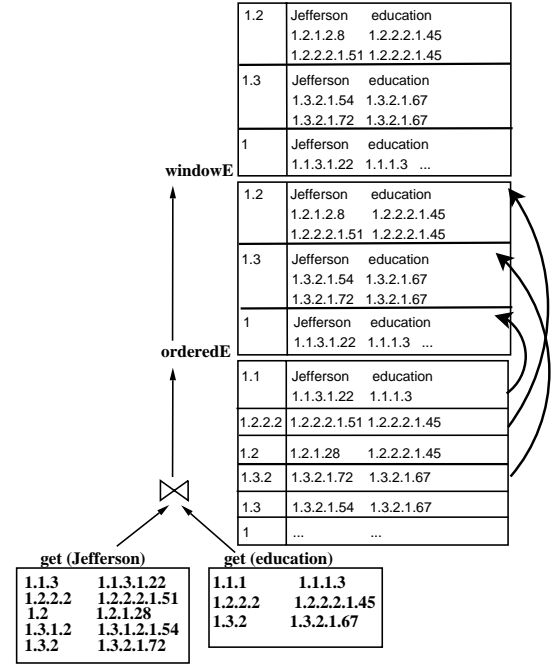 1.2 Jefferson education
1.2.1.2.8 1.2.2.2.1.45
1.2.2.2.1.51 1.2.2.2.1.45
1.3 Jefferson education
1.3.2.1.54 1.3.2.1.67
1.3.2.1.72 1.3.2.1.67
1 Jefferson education
1.1.3.1.22 1.1.1.3 ...
windowE
1.2 Jefferson education
1.2.1.2.8 1.2.2.2.1.45
1.2.2.2.1.51 1.2.2.2.1.45
1.3 Jefferson education
1.3.2.1.54 1.3.2.1.67
1.3.2.1.72 1.3.2.1.67
1 Jefferson education
1.1.3.1.22 1.1.1.3 ...
orderedE
1.1 Jefferson education
1.1.3.1.22 1.1.1.3
1.2.2.2 1.2.2.2.1.51 1.2.2.2.1.45
1.2 1.2.1.28 1.2.2.2.1.45
1.3.2 1.3.2.1.72 1.3.2.1.67
1.3 1.3.2.1.54 1.3.2.1.67
1 ... ...
get (Jefferson)
1.1.3 1.1.3.1.22
1.2.2.2 1.2.2.2.1.51
1.2 1.2.1.28
1.3.1.2 1.3.1.2.1.54
1.3.2 1.3.2.1.72
get (education)
1.1.1 1.1.1.3
1.2.2.2 1.2.2.2.1.45
1.3.2 1.3.2.1.67